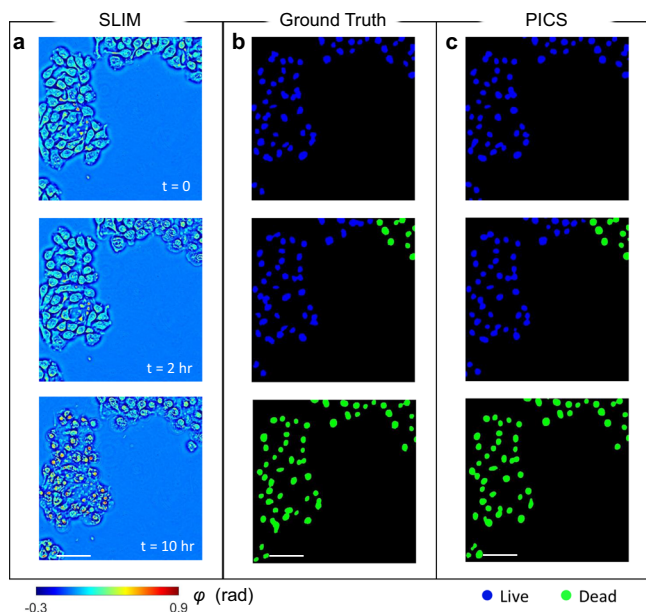 SLIM Ground Truth PICS
a b c
t = 0
t = 2 hr
t = 10 hr
φ (rad)
-0.3 0.9
Live Dead